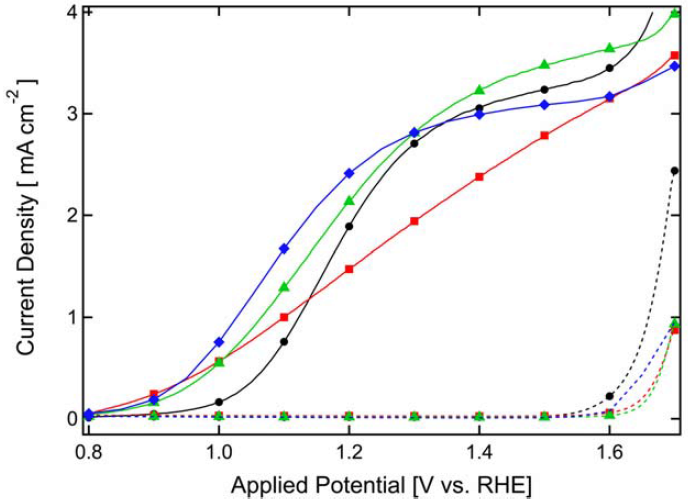 4
3
2
1
0
Current Density [ mA cm⁻²]
0.8 1.0 1.2 1.4 1.6
Applied Potential [V vs. RHE]